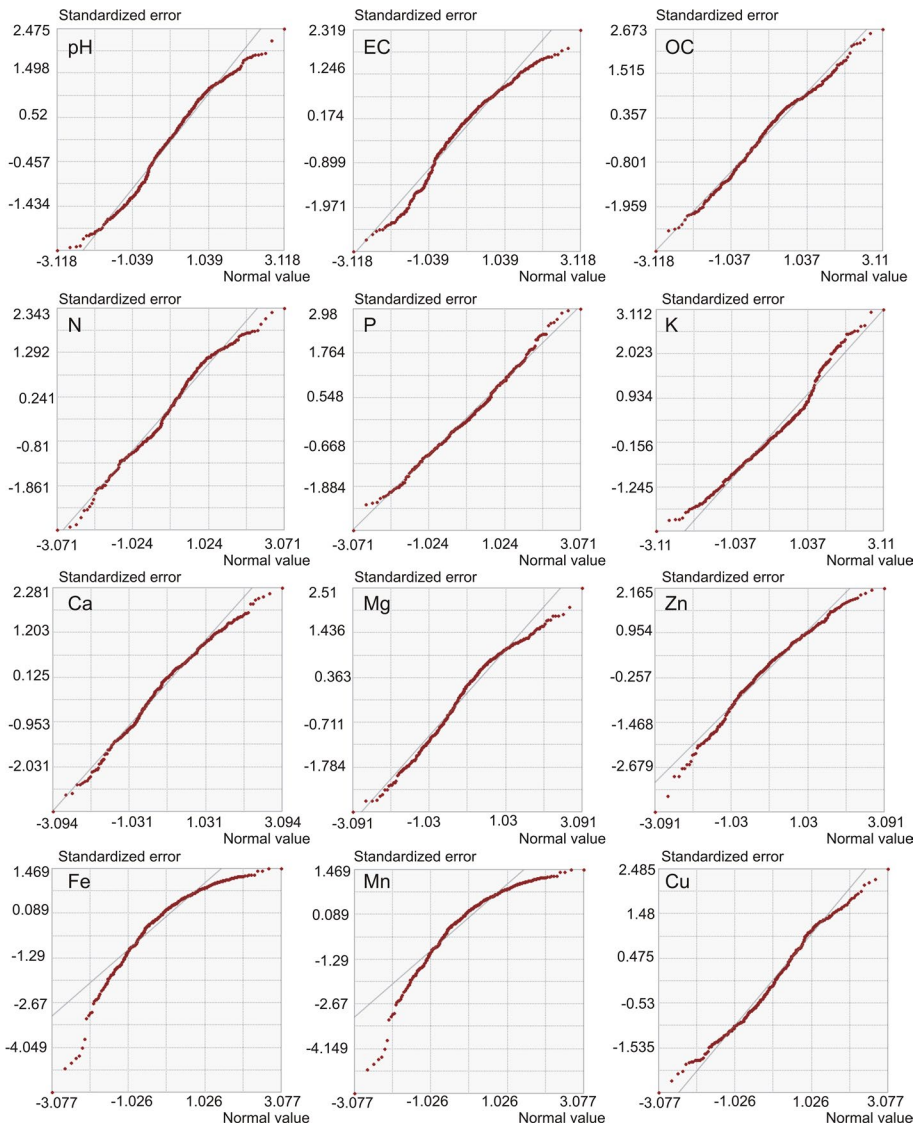 Standardized error Standardized error Standardized error
2.475 pH 2.319 EC 2.673 OC
1.498 1.246 1.515
0.52 0.174 0.357
-0.457 -0.899 -0.801
-1.434 -1.971 -1.959
-3.118 -1.039 1.039 3.118 -3.118 -1.039 1.039 3.118 -3.118 -1.037 1.037 3.11
Normal value Normal value Normal value
Standardized error Standardized error Standardized error
2.343 N 2.98 P 3.112 K
1.292 1.764 2.023
0.241 0.548 0.934
-0.81 -0.668 -0.156
-1.861 -1.884 -1.245
-3.071 -1.024 1.024 3.071 -3.071 -1.024 1.024 3.071 -3.11 -1.037 1.037 3.11
Normal value Normal value Normal value
Standardized error Standardized error Standardized error
2.281 Ca 2.51 Mg 2.165 Zn
1.203 1.436 0.954
0.125 0.363 -0.257
-0.953 -0.711 -1.468
-2.031 -1.784 -2.679
-3.094 -1.031 1.031 3.094 -3.091 -1.03 1.03 3.091 -3.091 -1.03 1.03 3.091
Normal value Normal value Normal value
Standardized error Standardized error Standardized error
1.469 Fe 1.469 Mn 2.485 Cu
0.089 0.089 1.48
-1.29 -1.29 0.475
-2.67 -2.67 -0.53
-4.049 -4.149 -1.535
-3.077 -1.026 1.026 3.077 -3.077 -1.026 1.026 3.077 -3.077 -1.026 1.026 3.077
Normal value Normal value Normal value